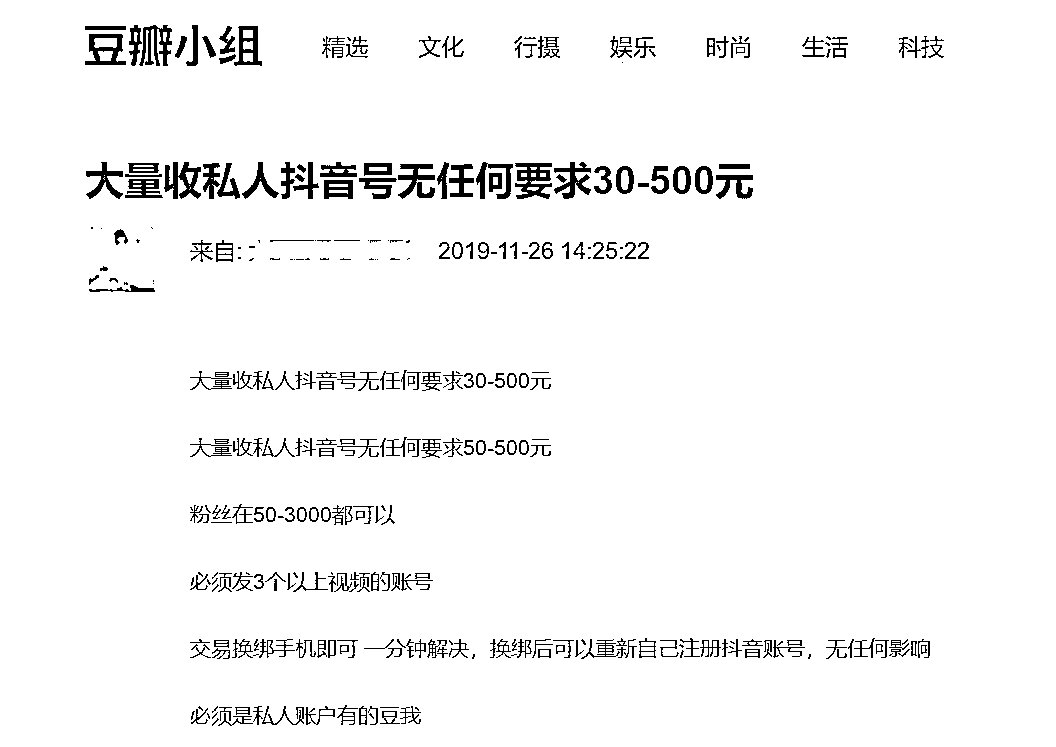 豆瓣小组 精选 文化 行摄 娱乐 时尚 生活 科技
大量收私人抖音号无任何要求30-500元
来自: 2019-11-26 14:25:22
大量收私人抖音号无任何要求30-500元
大量收私人抖音号无任何要求50-500元
粉丝在50-3000都可以
必须发3个以上视频的账号
交易换绑手机即可 一分钟解决，换绑后可以重新自己注册抖音账号，无任何影响
必须是私人账户有的豆我